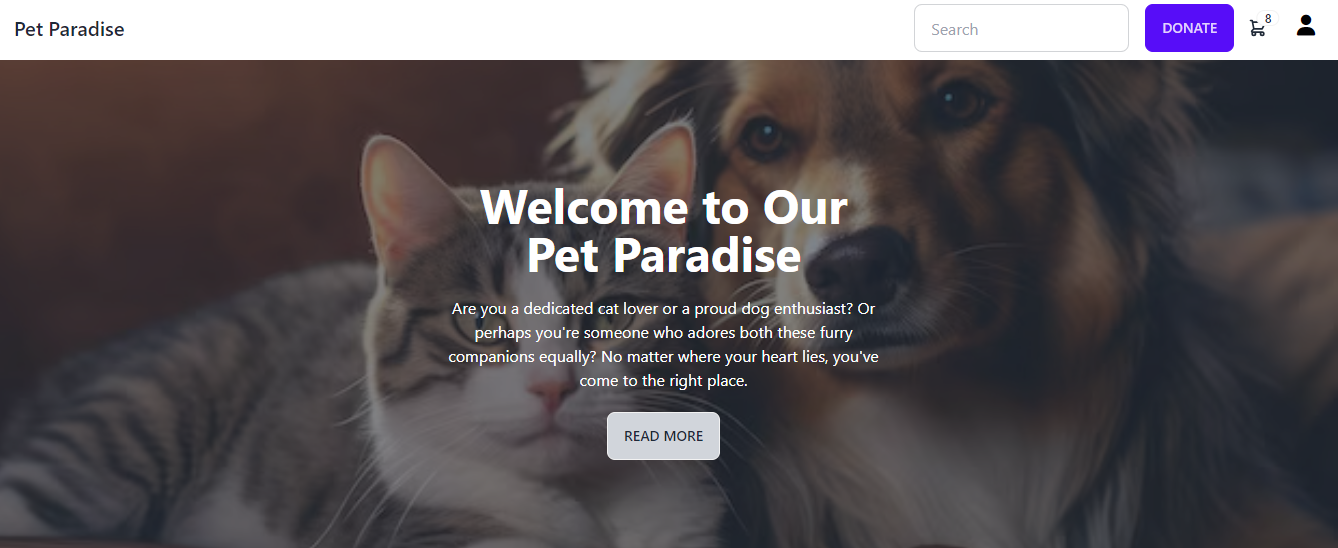 Pet Paradise
Search
DONATE
8
Welcome to Our
Pet Paradise
Are you a dedicated cat lover or a proud dog enthusiast? Or
perhaps you're someone who adores both these furry
companions equally? No matter where your heart lies, you've
come to the right place.
READ MORE